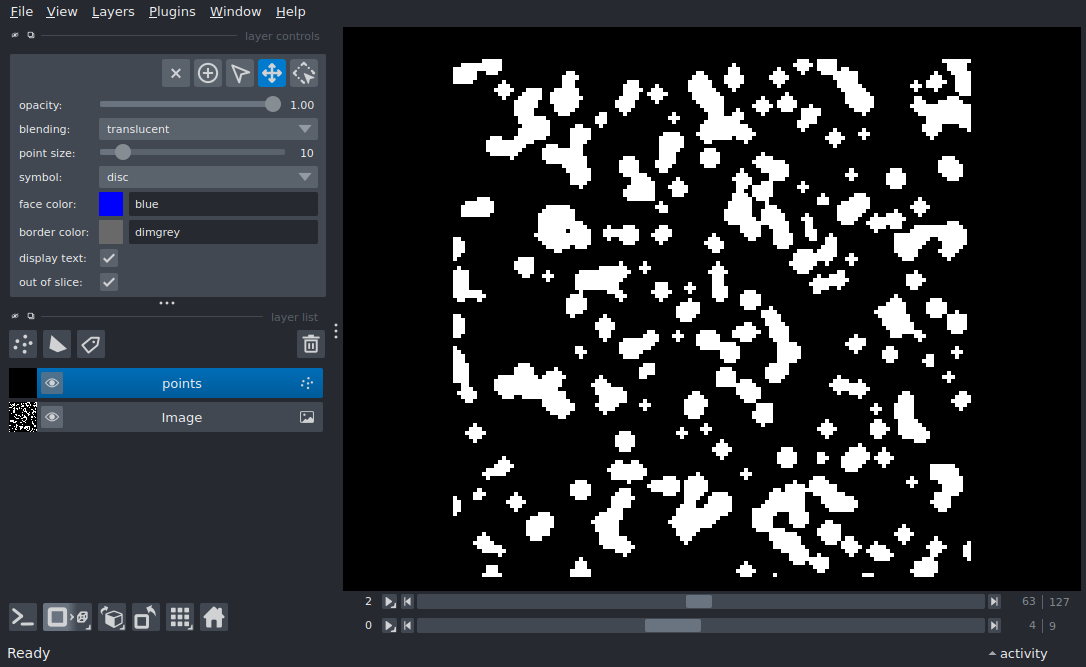 File View Layers Plugins Window Help
layer controls
opacity: 1.00
blending: translucent
point size: 10
symbol: disc
face color: blue
border color: dimgrey
display text:
out of slice:
layer list
points
Image
2 63 127
0 4 9
Ready activity